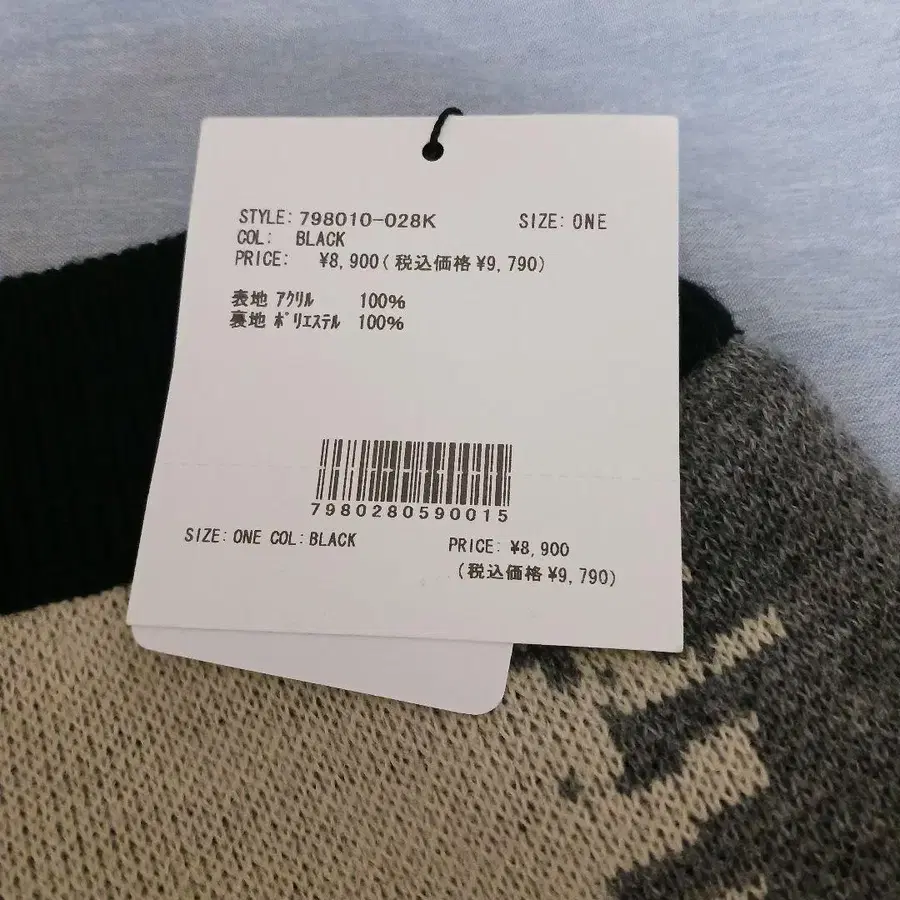 STYLE: 798010-028K SIZE: ONE
COL: BLACK
PRICE: ¥8,900(税込価格¥9,790)
表地 ｱｸﾘﾙ 100%
裏地 ﾎﾟﾘｴｽﾃﾙ 100%
7980280590015
SIZE: ONE COL: BLACK PRICE: ¥8,900
(税込価格¥9,790)